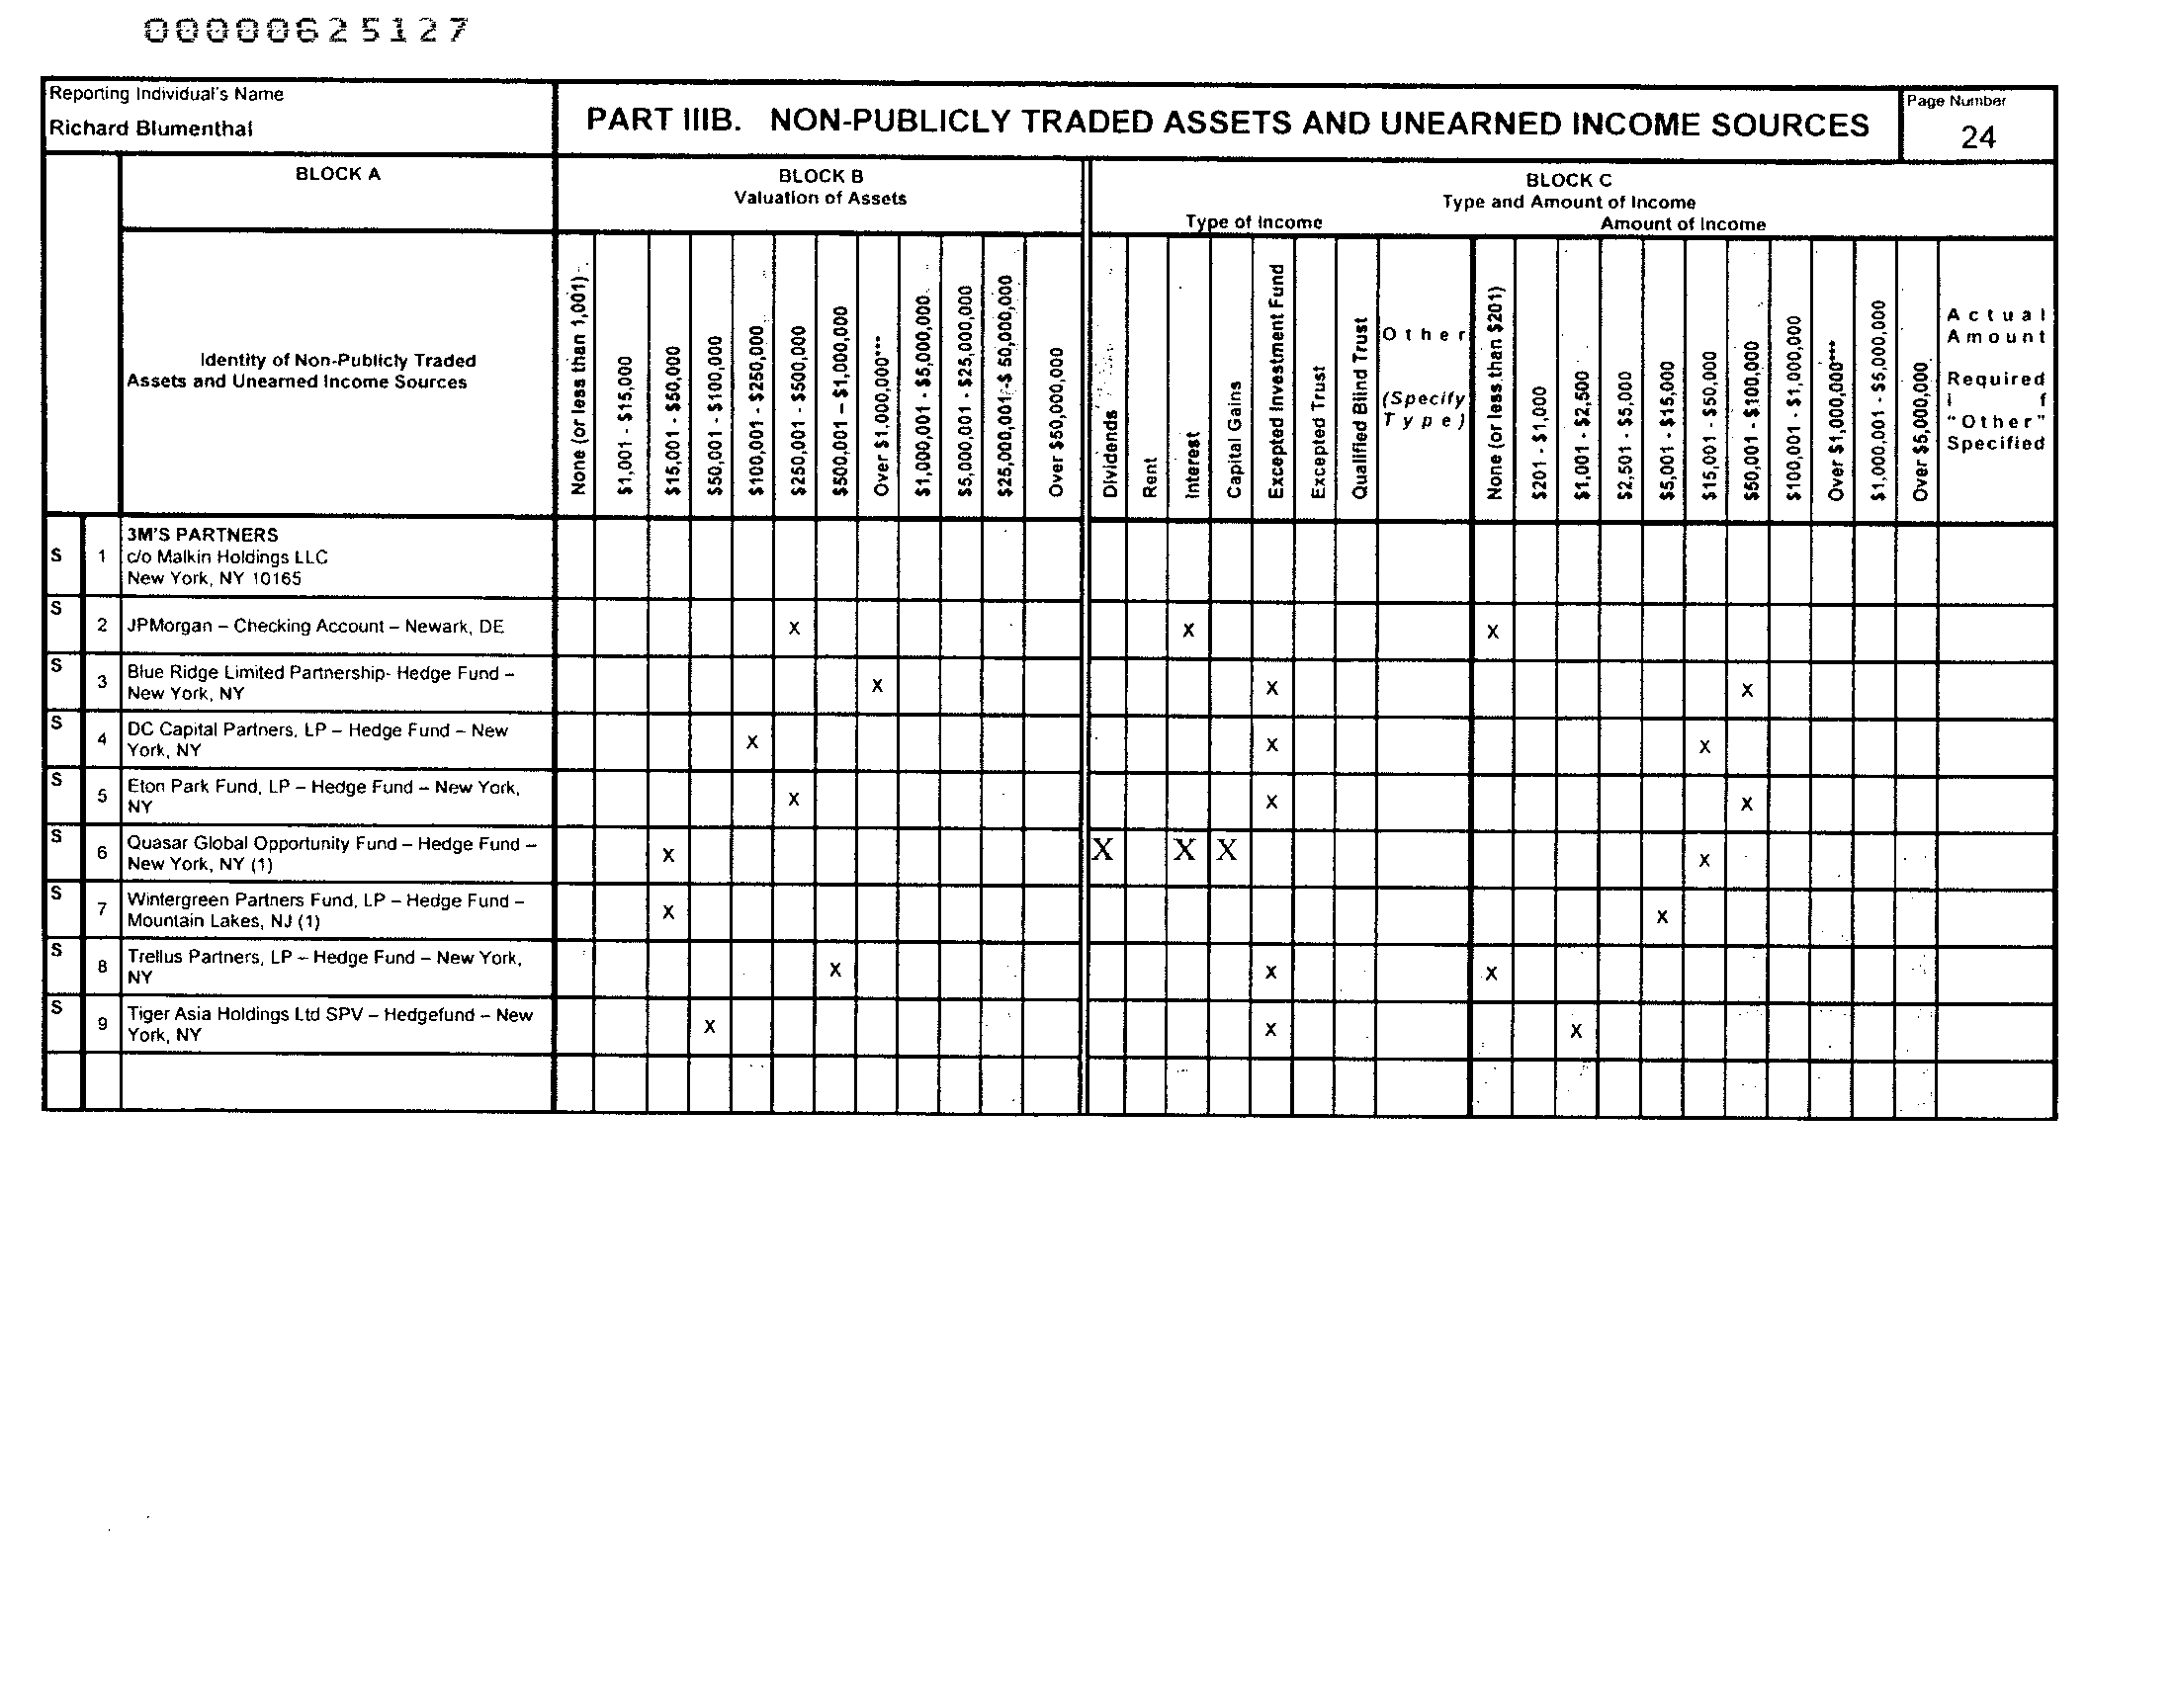 00000625127
Reporting Individual's Name
Richard Blumenthal
PART IIIB. NON-PUBLICLY TRADED ASSETS AND UNEARNED INCOME SOURCES
Page Number
24
BLOCK A
BLOCK B
Valuation of Assets
BLOCK C
Type and Amount of Income
Type of Income
Amount of Income
Identity of Non-Publicly Traded
Assets and Unearned Income Sources
None (or less than 1,001)
$1,001 - $15,000
$15,001 - $50,000
$50,001 - $100,000
$100,001 - $250,000
$250,001 - $500,000
$500,001 – $1,000,000
Over $1,000,000***
$1,000,001 - $5,000,000
$5,000,001 - $25,000,000
$25,000,001 -$ 50,000,000
Over $50,000,000
Dividends
Rent
Interest
Capital Gains
Excepted Investment Fund
Excepted Trust
Qualified Blind Trust
Other
(Specify
Type)
None (or less than $201)
$201 - $1,000
$1,001 - $2,500
$2,501 - $5,000
$5,001 - $15,000
$15,001 - $50,000
$50,001 - $100,000
$100,001 - $1,000,000
Over $1,000,000***
$1,000,001 - $5,000,000
Over $5,000,000
Actual
Amount
Required
i f
"Other"
Specified
S 1 3M'S PARTNERS
c/o Malkin Holdings LLC
New York, NY 10165
S 2 JPMorgan – Checking Account – Newark, DE X X X
S 3 Blue Ridge Limited Partnership- Hedge Fund –
New York, NY X X X
S 4 DC Capital Partners, LP – Hedge Fund – New
York, NY X X X
S 5 Eton Park Fund, LP – Hedge Fund – New York,
NY X X X
S 6 Quasar Global Opportunity Fund – Hedge Fund –
New York, NY (1) X X X X X
S 7 Wintergreen Partners Fund, LP – Hedge Fund –
Mountain Lakes, NJ (1) X X
S 8 Trellus Partners, LP – Hedge Fund – New York,
NY X X X
S 9 Tiger Asia Holdings Ltd SPV – Hedgefund – New
York, NY X X X